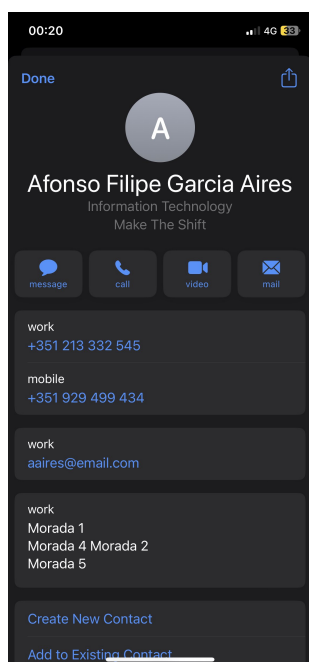 00:20
4G 33
Done
A
Afonso Filipe Garcia Aires
Information Technology
Make The Shift
message call video mail
work
+351 213 332 545
mobile
+351 929 499 434
work
aaires@email.com
work
Morada 1
Morada 4 Morada 2
Morada 5
Create New Contact
Add to Existing Contact